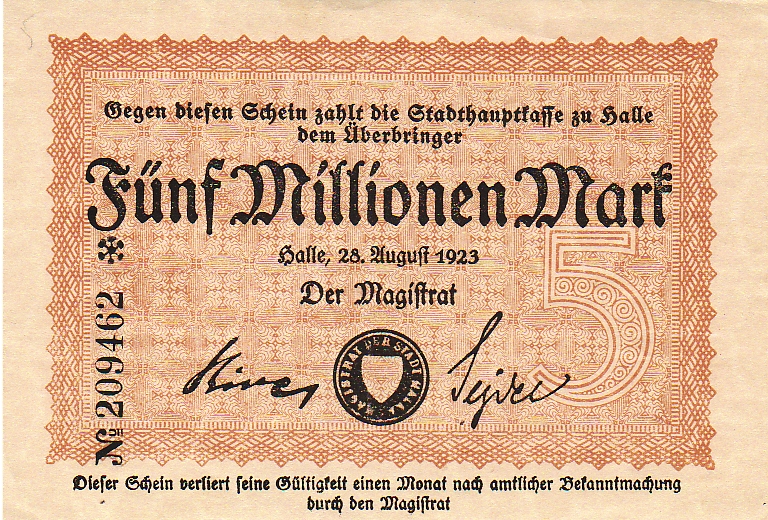 Gegen diesen Schein zahlt die Stadthauptkasse zu Halle
dem Überbringer
Fünf Millionen Mark
Halle, 28. August 1923
Der Magistrat
5
№ 209462 ✻
MAGISTRAT DER STADT HALLE
Dieser Schein verliert seine Gültigkeit einen Monat nach amtlicher Bekanntmachung
durch den Magistrat